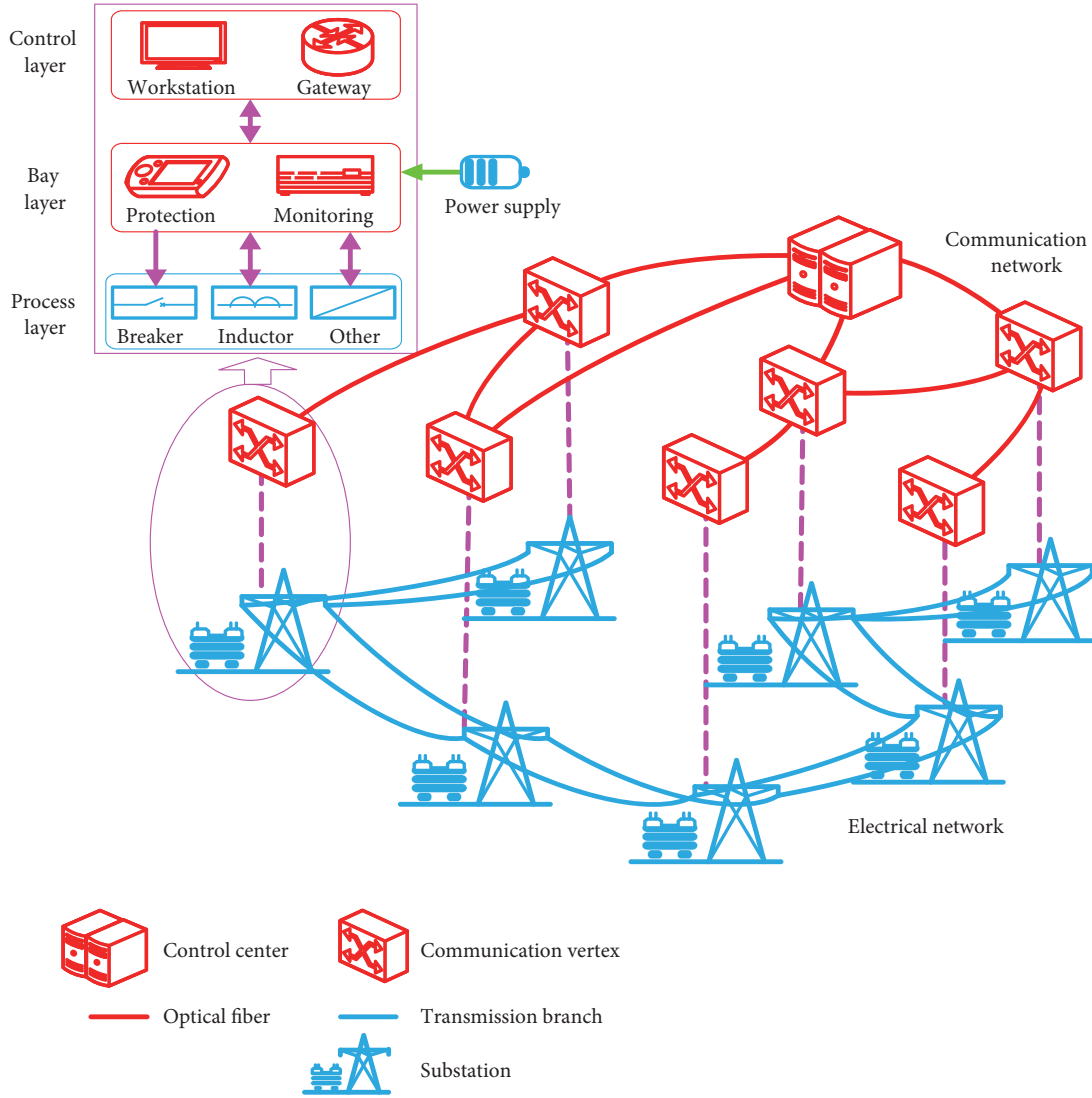 Control
layer
Workstation
Gateway
Bay
layer
Protection
Monitoring
Power supply
Process
layer
Breaker
Inductor
Other
Communication
network
Electrical network
Control center
Communication vertex
Optical fiber
Transmission branch
Substation